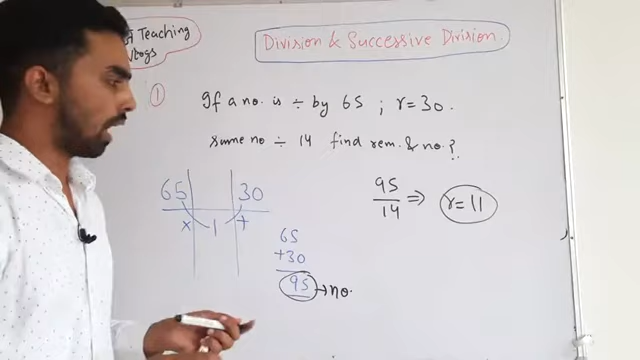 Teaching
Vlogs
Division & Successive Division
① If a no. is ÷ by 65 ; r=30.
same no ÷ 14 find rem. & no.?
65 30
× 1 +
65
+30
95 → no.
95
14 ⇒ r=11